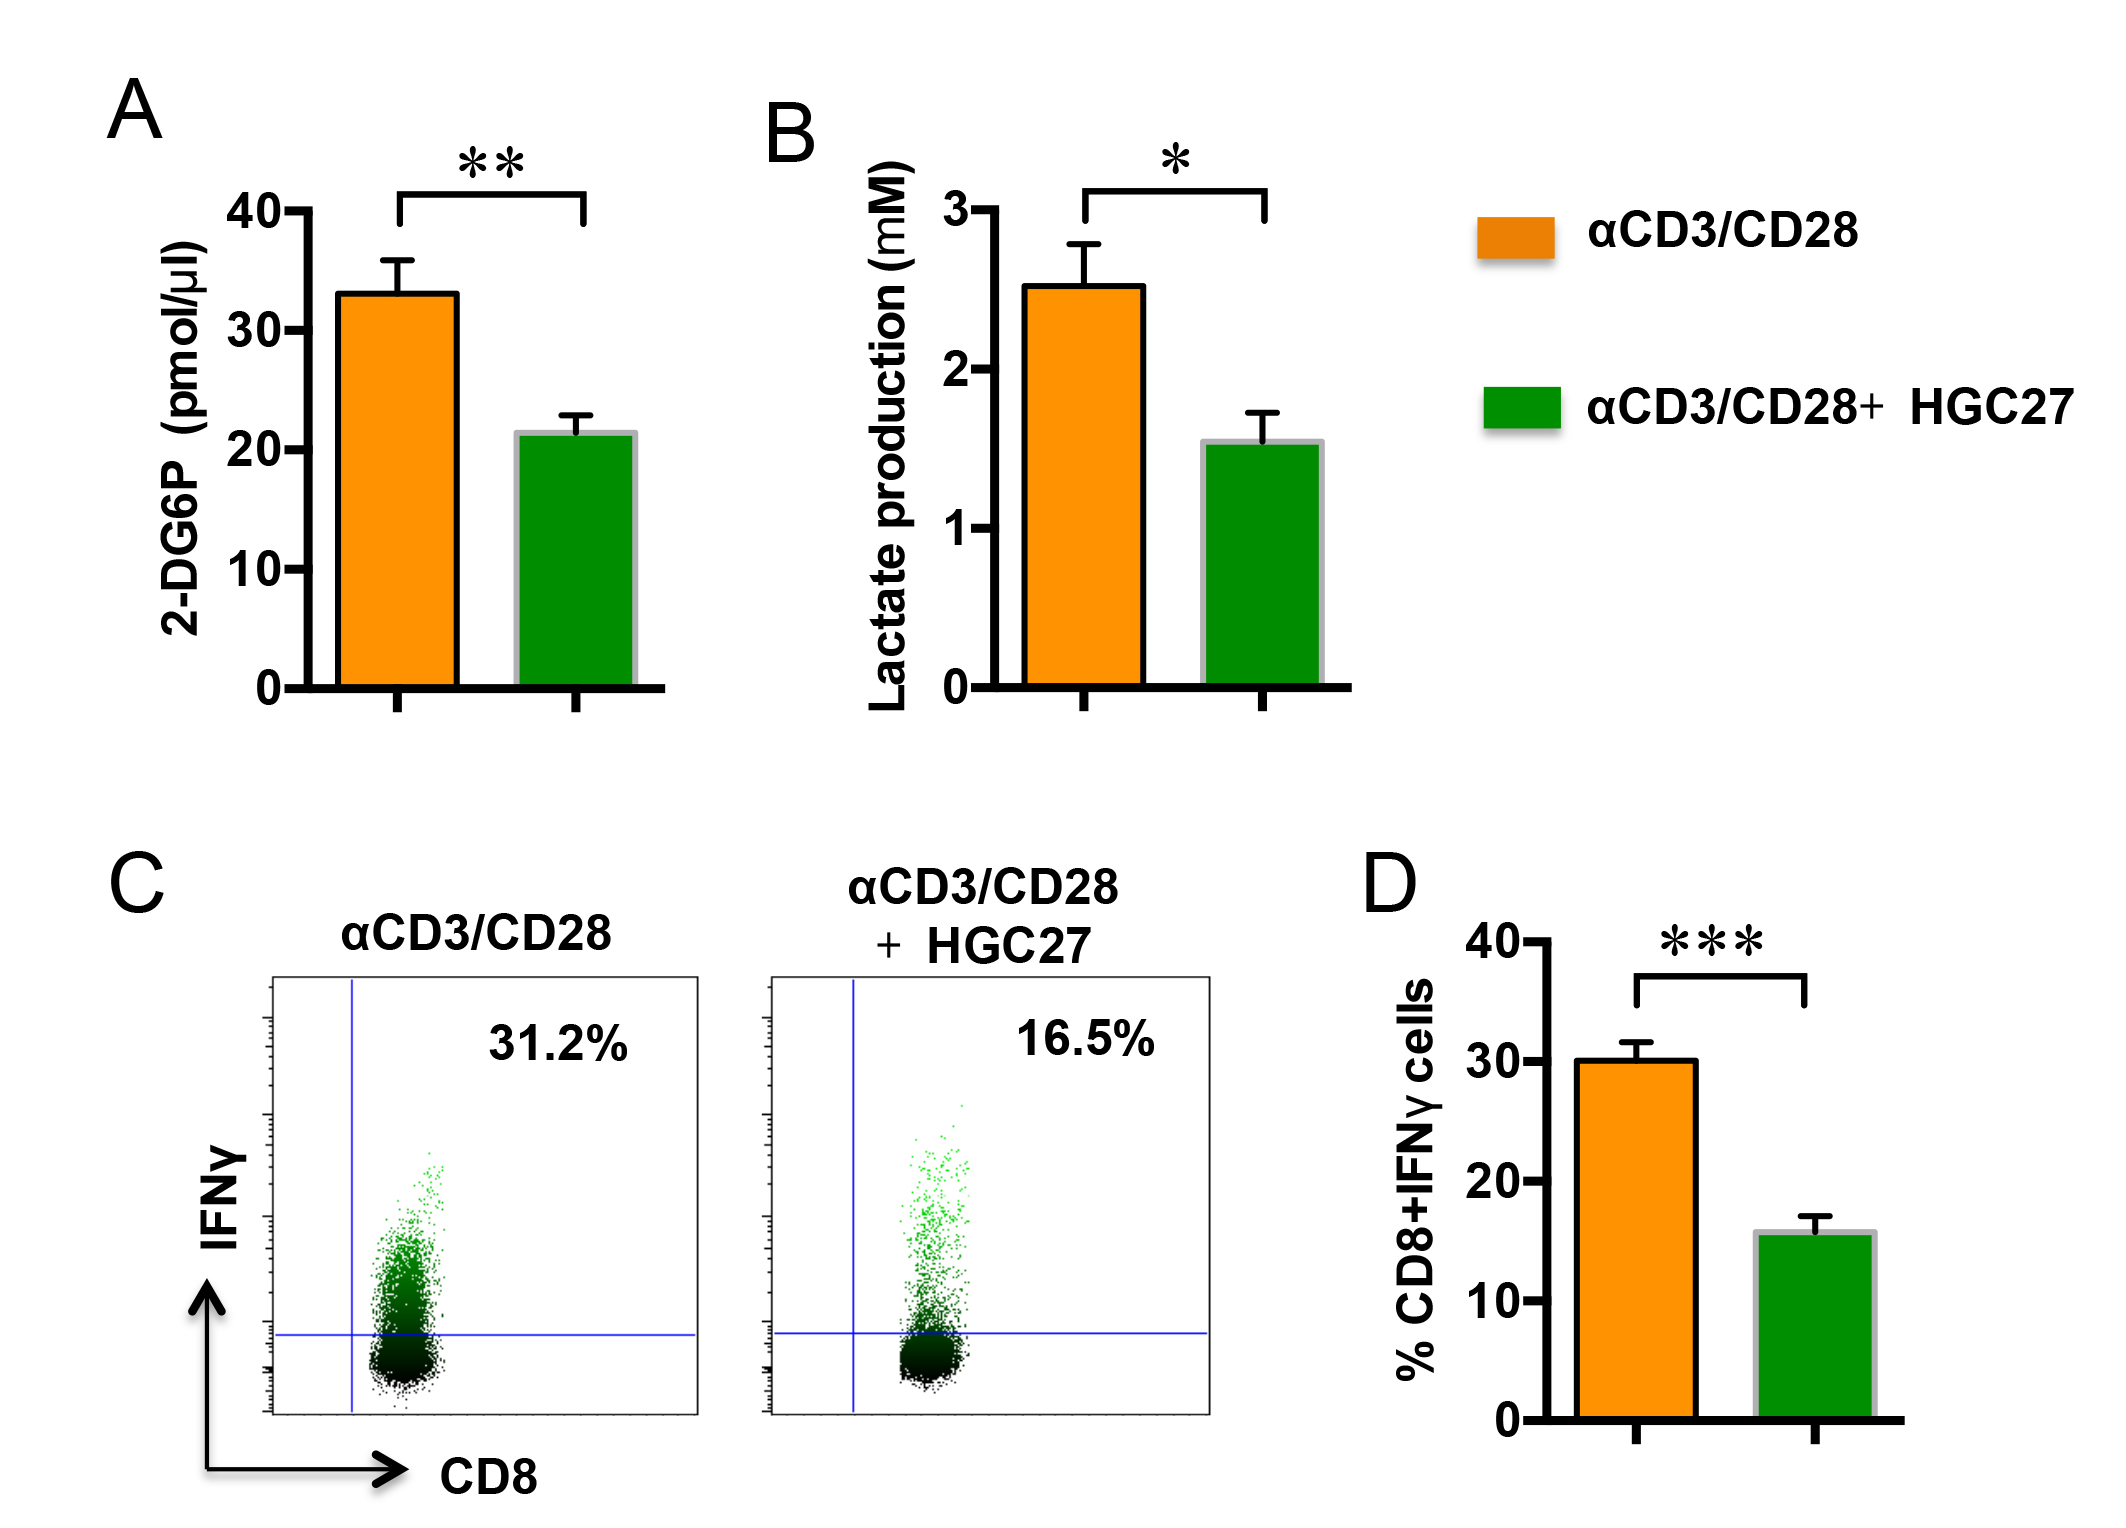 A
**
40
30
20
10
0
2-DG6P (pmol/µl)
B
*
3
2
1
0
Lactate production (mM)
αCD3/CD28
αCD3/CD28+ HGC27
C
αCD3/CD28
31.2%
αCD3/CD28
+ HGC27
16.5%
IFNγ
CD8
D
***
40
30
20
10
0
% CD8+IFNγ cells